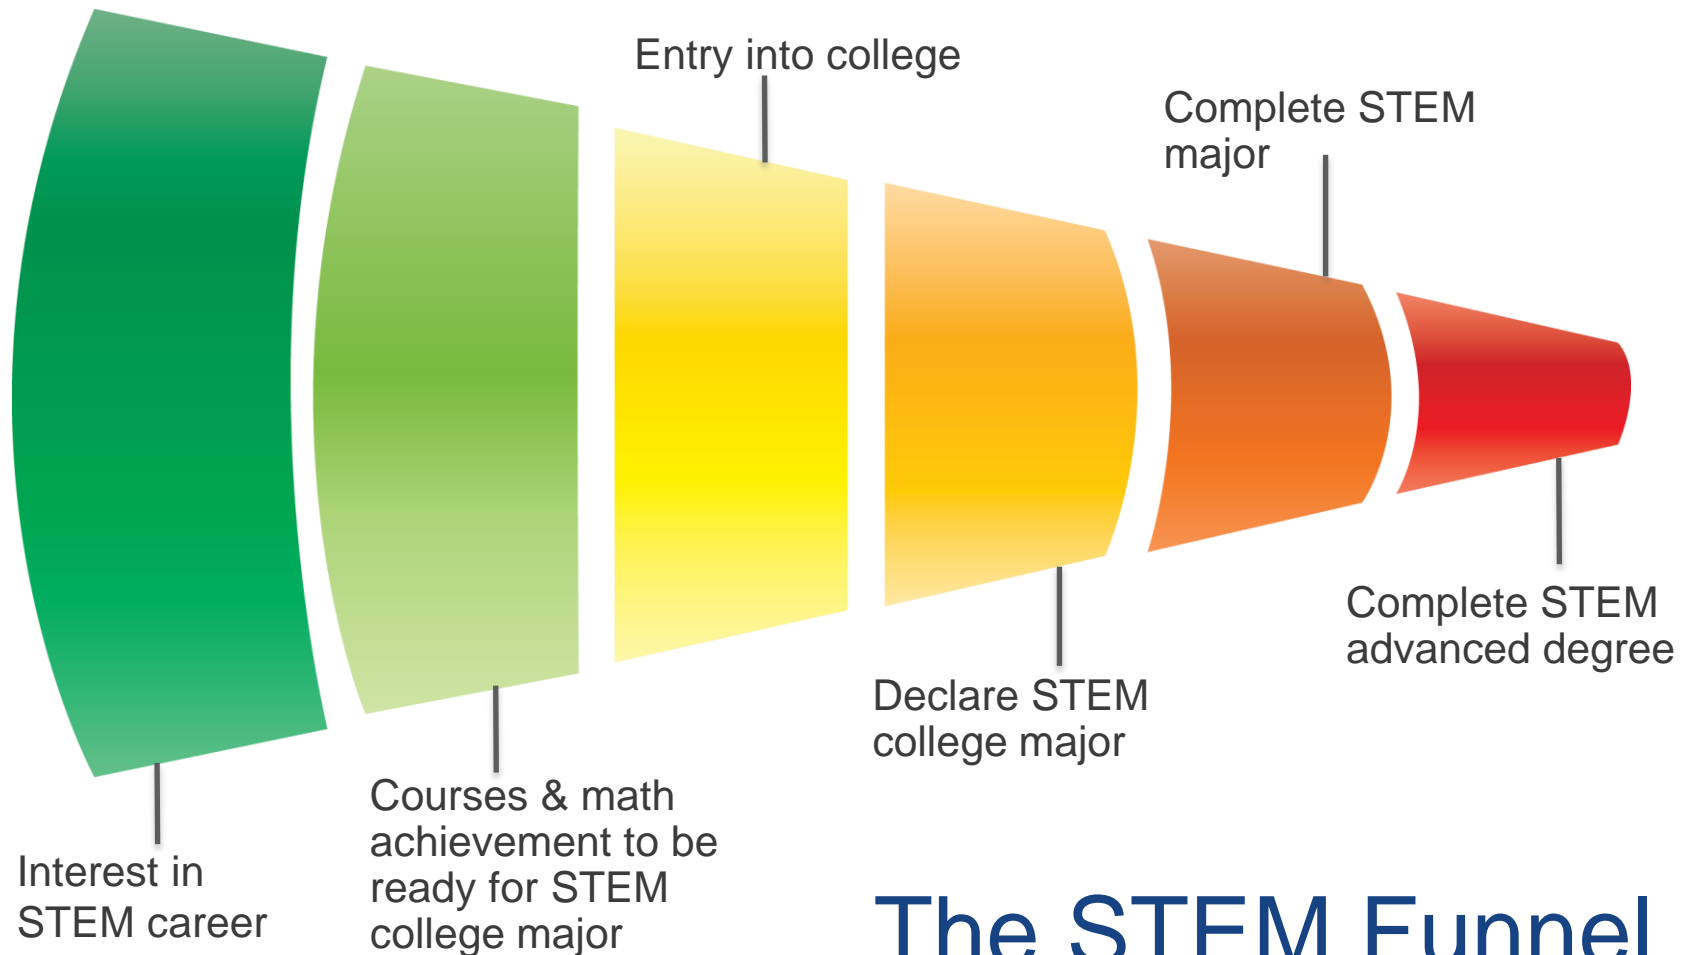 Entry into college
Complete STEM
major
Complete STEM
advanced degree
Declare STEM
college major
Courses & math
achievement to be
ready for STEM
college major
Interest in
STEM career
The STEM Funnel